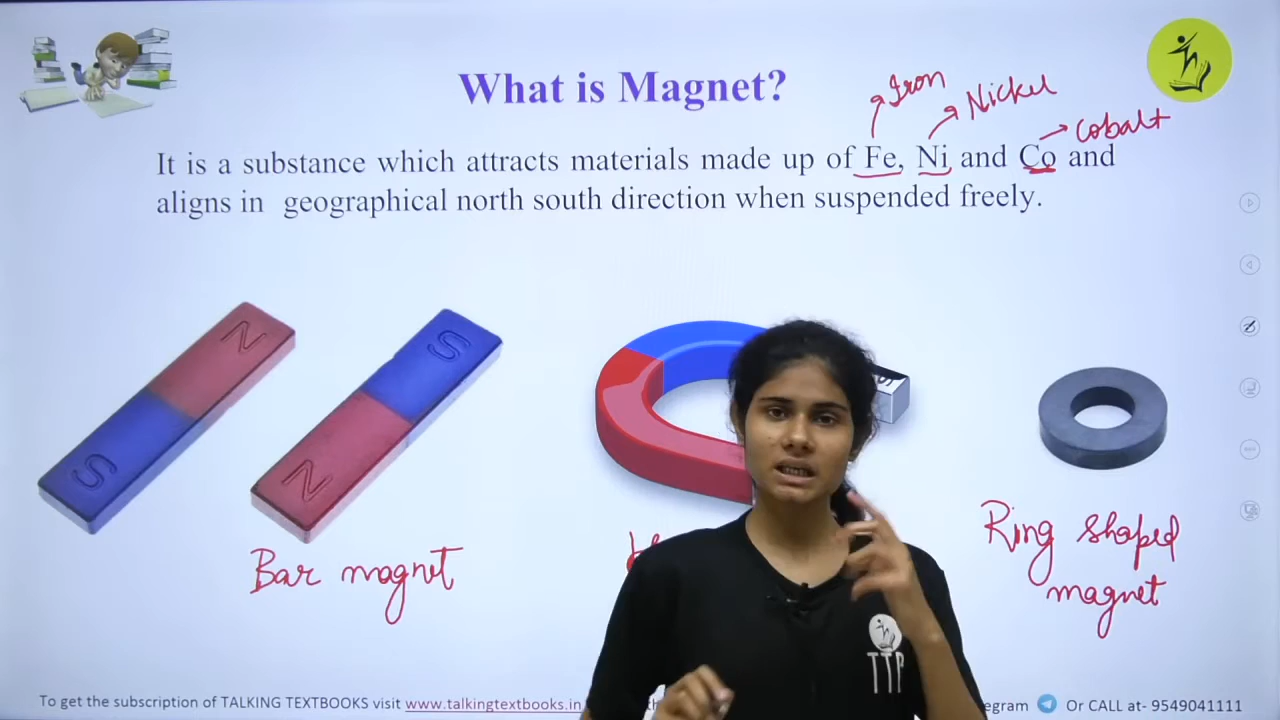 What is Magnet?
Iron
Nickel
Cobalt
It is a substance which attracts materials made up of Fe, Ni and Co and
aligns in geographical north south direction when suspended freely.
N
S
S
N
Bar magnet
Ring shaped
magnet
TTP
To get the subscription of TALKING TEXTBOOKS visit www.talkingtextbooks.in
Or CALL at- 9549041111